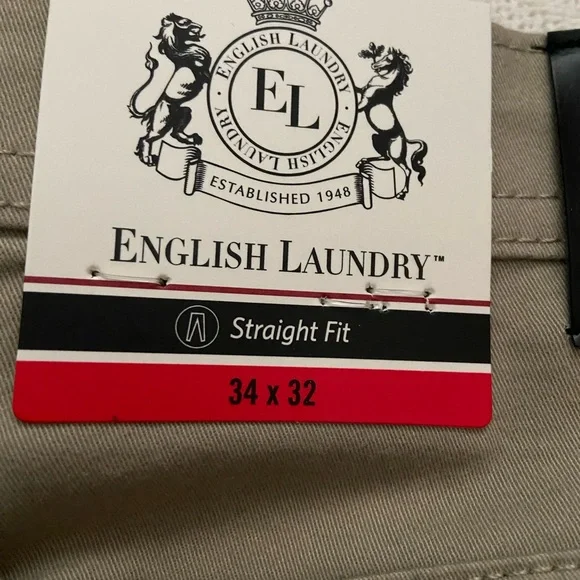 ENGLISH LAUNDRY · ENGLISH LAUNDRY ·
EL
ESTABLISHED 1948
ENGLISH LAUNDRY™
Straight Fit
34 x 32